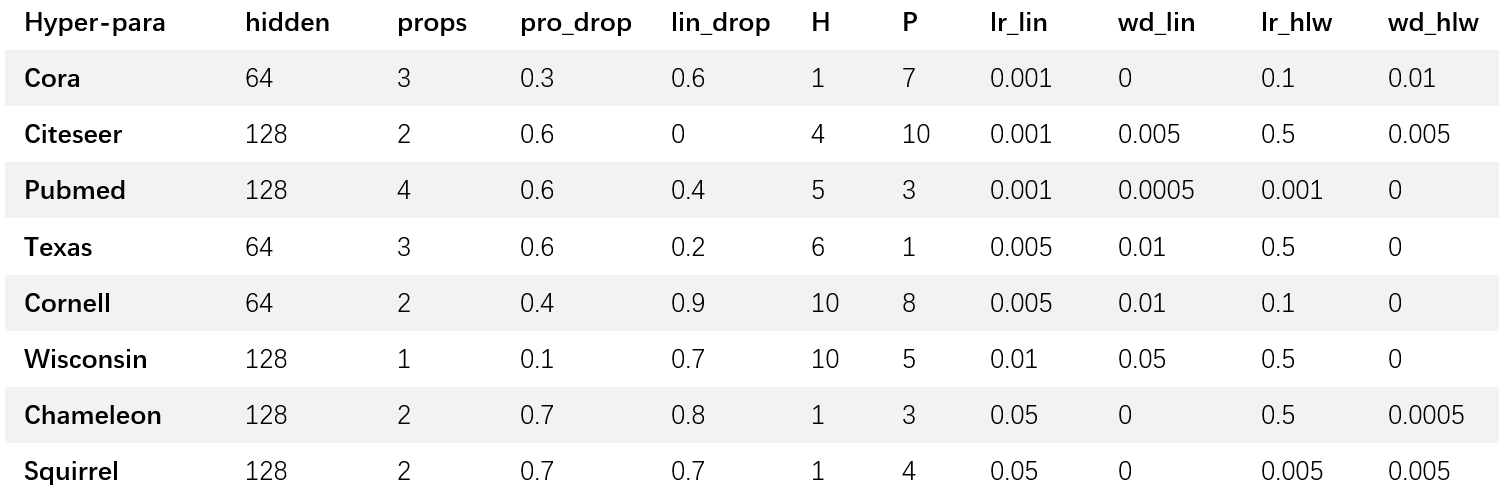 Hyper-para hidden props pro_drop lin_drop H P lr_lin wd_lin lr_hlw wd_hlw
Cora 64 3 0.3 0.6 1 7 0.001 0 0.1 0.01
Citeseer 128 2 0.6 0 4 10 0.001 0.005 0.5 0.005
Pubmed 128 4 0.6 0.4 5 3 0.001 0.0005 0.001 0
Texas 64 3 0.6 0.2 6 1 0.005 0.01 0.5 0
Cornell 64 2 0.4 0.9 10 8 0.005 0.01 0.1 0
Wisconsin 128 1 0.1 0.7 10 5 0.01 0.05 0.5 0
Chameleon 128 2 0.7 0.8 1 3 0.05 0 0.5 0.0005
Squirrel 128 2 0.7 0.7 1 4 0.05 0 0.005 0.005